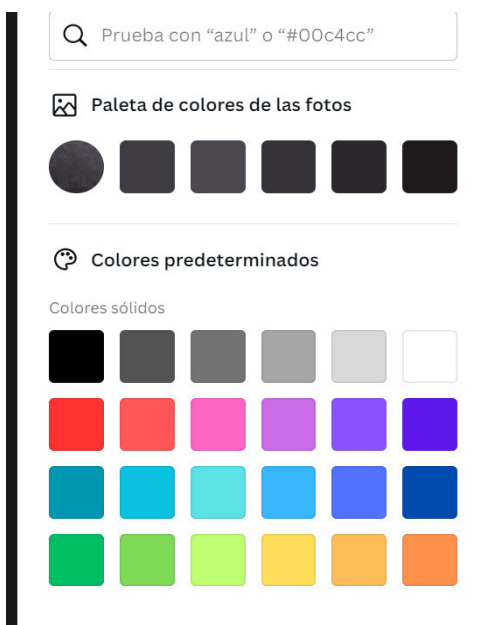 Prueba con “azul” o “#00c4cc”
Paleta de colores de las fotos
Colores predeterminados
Colores sólidos